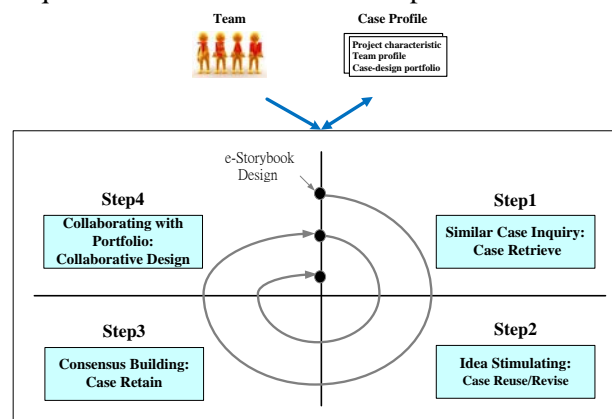 Team
Case Profile
Project characteristic
Team profile
Case-design portfolio
e-Storybook
Design
Step4
Collaborating with
Portfolio:
Collaborative Design
Step1
Similar Case Inquiry:
Case Retrieve
Step3
Consensus Building:
Case Retain
Step2
Idea Stimulating:
Case Reuse/Revise